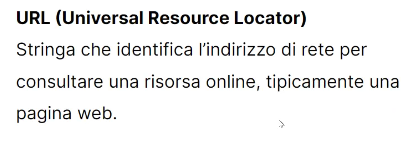 URL (Universal Resource Locator)
Stringa che identifica l’indirizzo di rete per
consultare una risorsa online, tipicamente una
pagina web.